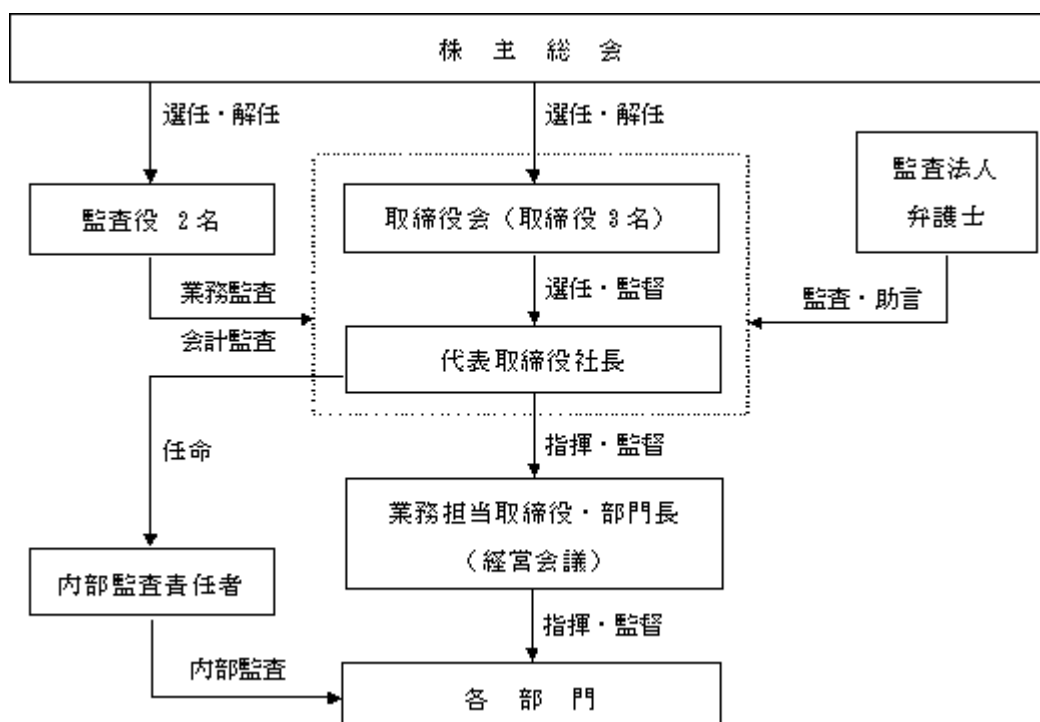 株 主 総 会
選任・解任
選任・解任
監査法人
弁護士
監査役 2名
取締役会（取締役3名）
業務監査
選任・監督
監査・助言
会計監査
代表取締役社長
任命
指揮・監督
業務担当取締役・部門長
（経営会議）
内部監査責任者
指揮・監督
内部監査
各 部 門